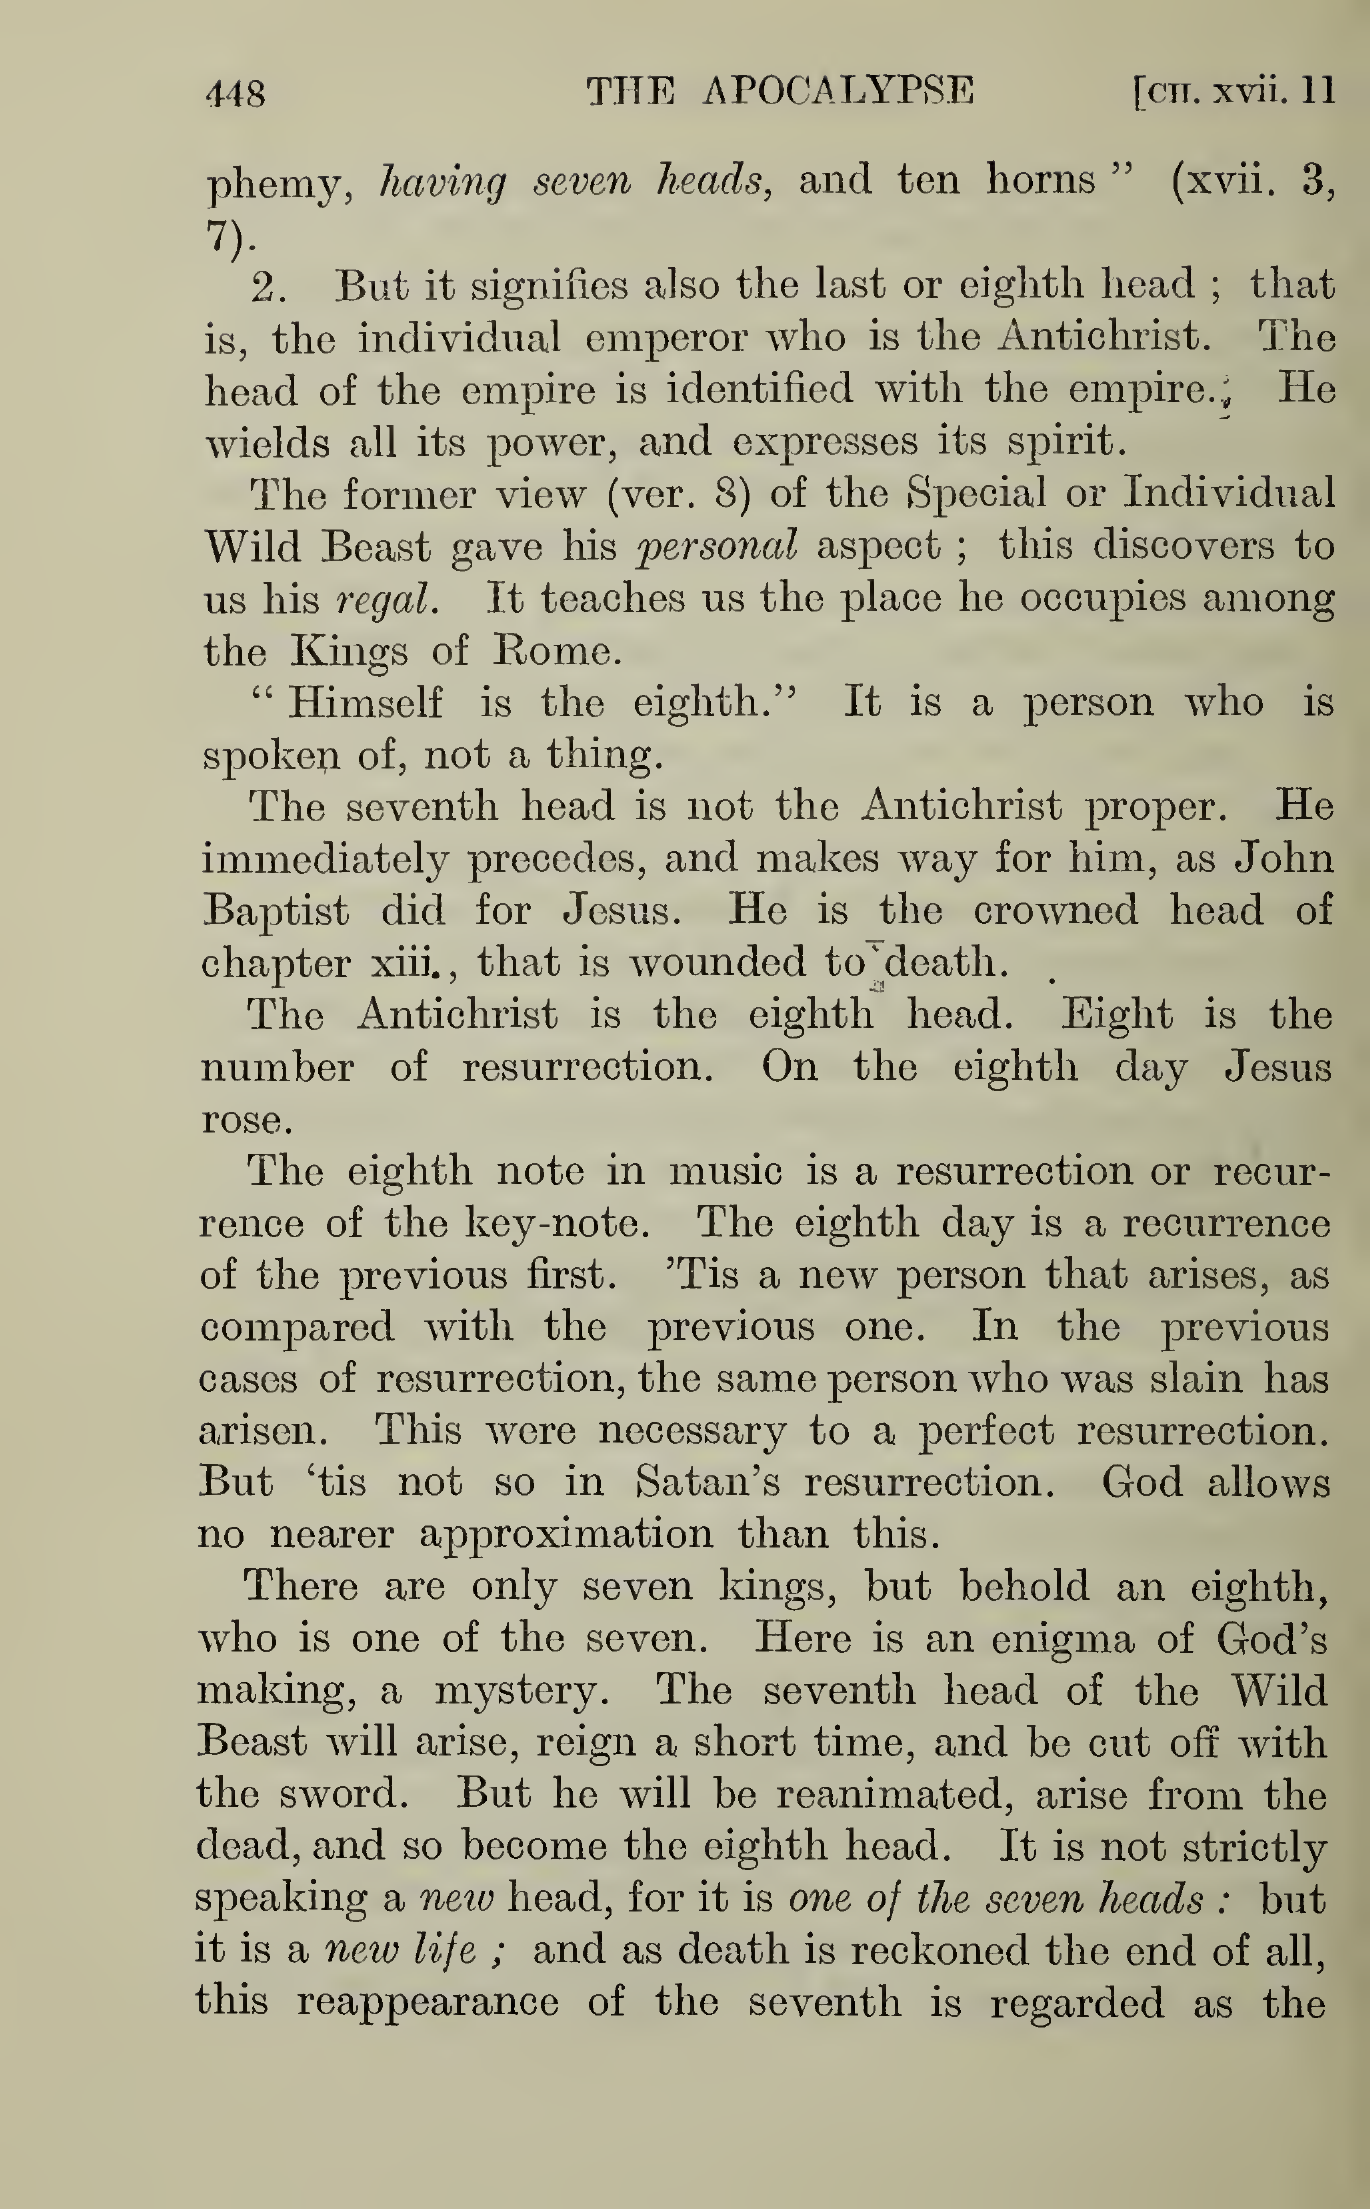 448 THE APOCALYPSE [CH. xvii. 11
phemy, having seven heads, and ten horns " (xvii. 3,
7).
2. But it signifies also the last or eighth head ; that
is, the individual emperor who is the Antichrist. The
head of the empire is identified with the empire. He
wields all its power, and expresses its spirit.
The former view (ver. 8) of the Special or Individual
Wild Beast gave his personal aspect ; this discovers to
us his regal. It teaches us the place he occupies among
the Kings of Rome.
" Himself is the eighth." It is a person who is
spoken of, not a thing.
The seventh head is not the Antichrist proper. He
immediately precedes, and makes way for him, as John
Baptist did for Jesus. He is the crowned head of
chapter xiii., that is wounded to death.
The Antichrist is the eighth head. Eight is the
number of resurrection. On the eighth day Jesus
rose.
The eighth note in music is a resurrection or recur-
rence of the key-note. The eighth day is a recurrence
of the previous first. 'Tis a new person that arises, as
compared with the previous one. In the previous
cases of resurrection, the same person who was slain has
arisen. This were necessary to a perfect resurrection.
But ‘tis not so in Satan's resurrection. God allows
no nearer approximation than this.
There are only seven kings, but behold an eighth,
who is one of the seven. Here is an enigma of God's
making, a mystery. The seventh head of the Wild
Beast will arise, reign a short time, and be cut off with
the sword. But he will be reanimated, arise from the
dead, and so become the eighth head. It is not strictly
speaking a new head, for it is one of the seven heads : but
it is a new life ; and as death is reckoned the end of all,
this reappearance of the seventh is regarded as the